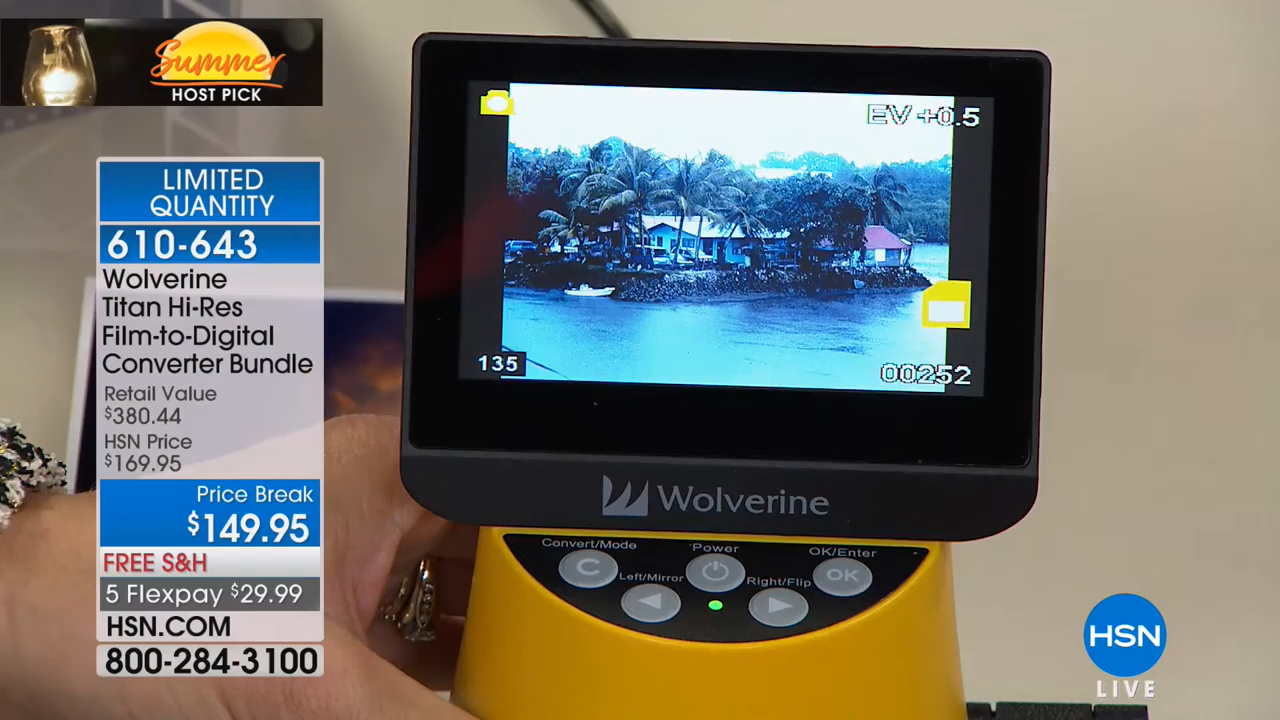 Summer
HOST PICK
LIMITED
QUANTITY
610-643
Wolverine
Titan Hi-Res
Film-to-Digital
Converter Bundle
Retail Value
$380.44
HSN Price
$169.95
Price Break
$149.95
FREE S&H
5 Flexpay $29.99
HSN.COM
800-284-3100
EV +0.5
135
00252
Wolverine
Convert/Mode
Power
OK/Enter
C
OK
Left/Mirror
Right/Flip
HSN
LIVE